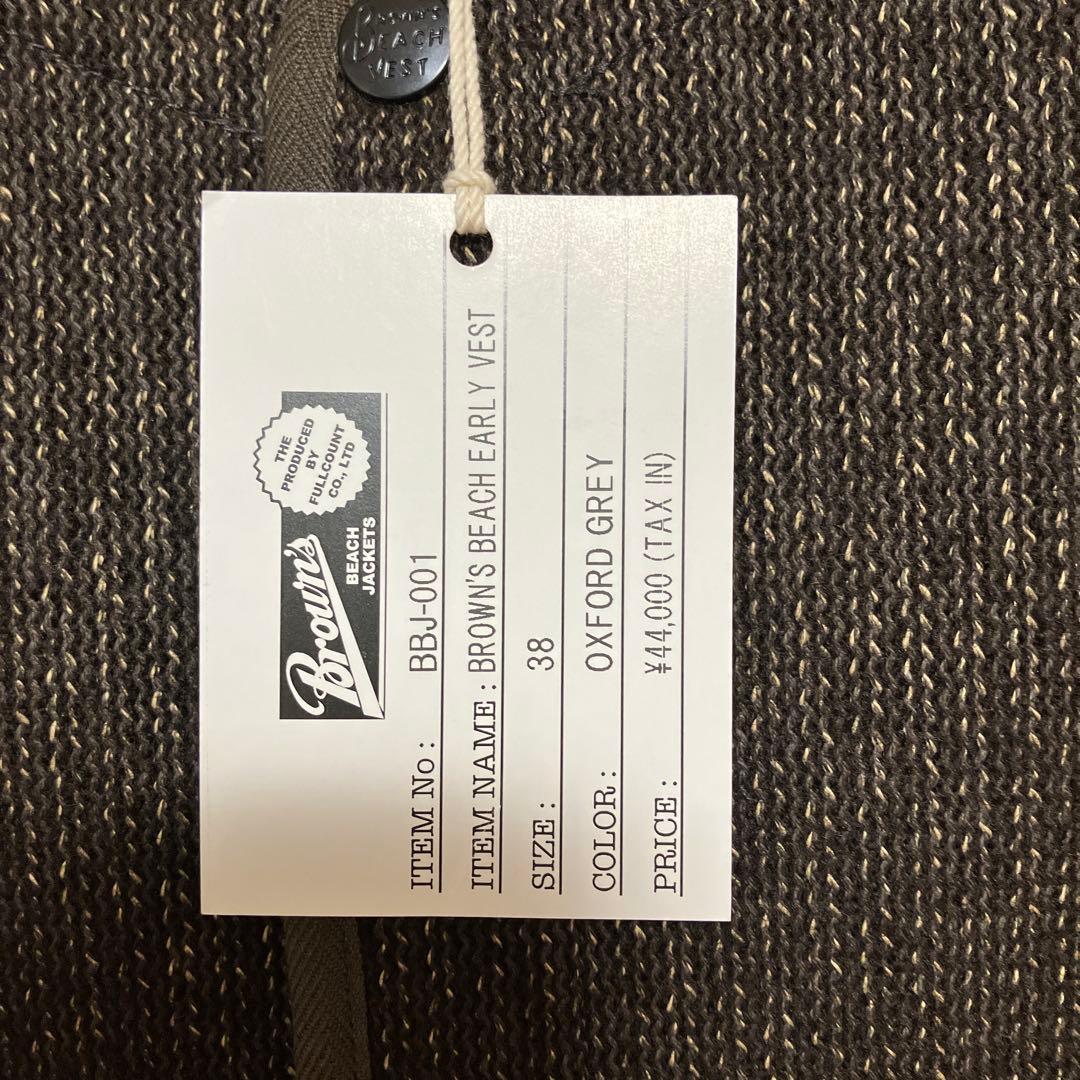 BROWN'S
BEACH
VEST
THE
PRODUCED
BY
FULLCOUNT
CO., LTD
Brown's
BEACH
JACKETS
ITEM No : BBJ-001
ITEM NAME : BROWN'S BEACH EARLY VEST
SIZE : 38
COLOR : OXFORD GREY
PRICE : ¥44,000 (TAX IN)